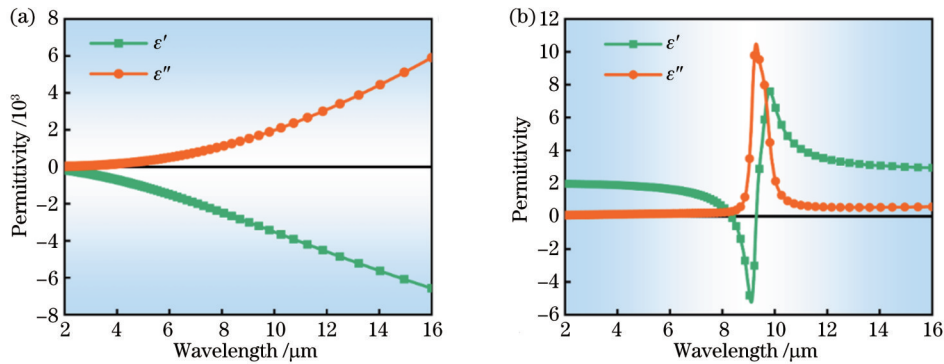 (a)
8
6
4
2
0
−2
−4
−6
−8
Permittivity /10³
ε′
ε″
2 4 6 8 10 12 14 16
Wavelength /μm
(b)
12
10
8
6
4
2
0
−2
−4
−6
Permittivity
ε′
ε″
2 4 6 8 10 12 14 16
Wavelength /μm